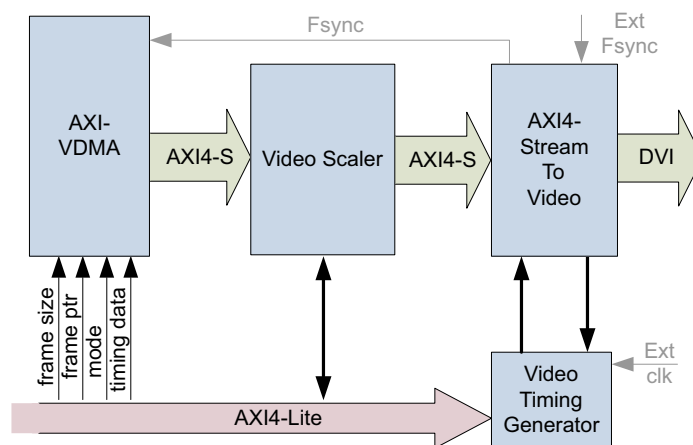 Fsync
Ext
Fsync
AXI-
VDMA
AXI4-S
Video Scaler
AXI4-S
AXI4-
Stream
To
Video
DVI
frame size
frame ptr
mode
timing data
Ext
clk
Video
Timing
Generator
AXI4-Lite